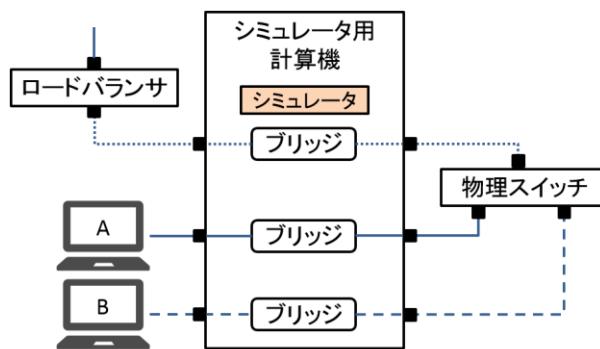 シミュレータ用
計算機
ロードバランサ
シミュレータ
ブリッジ
物理スイッチ
A
ブリッジ
B
ブリッジ